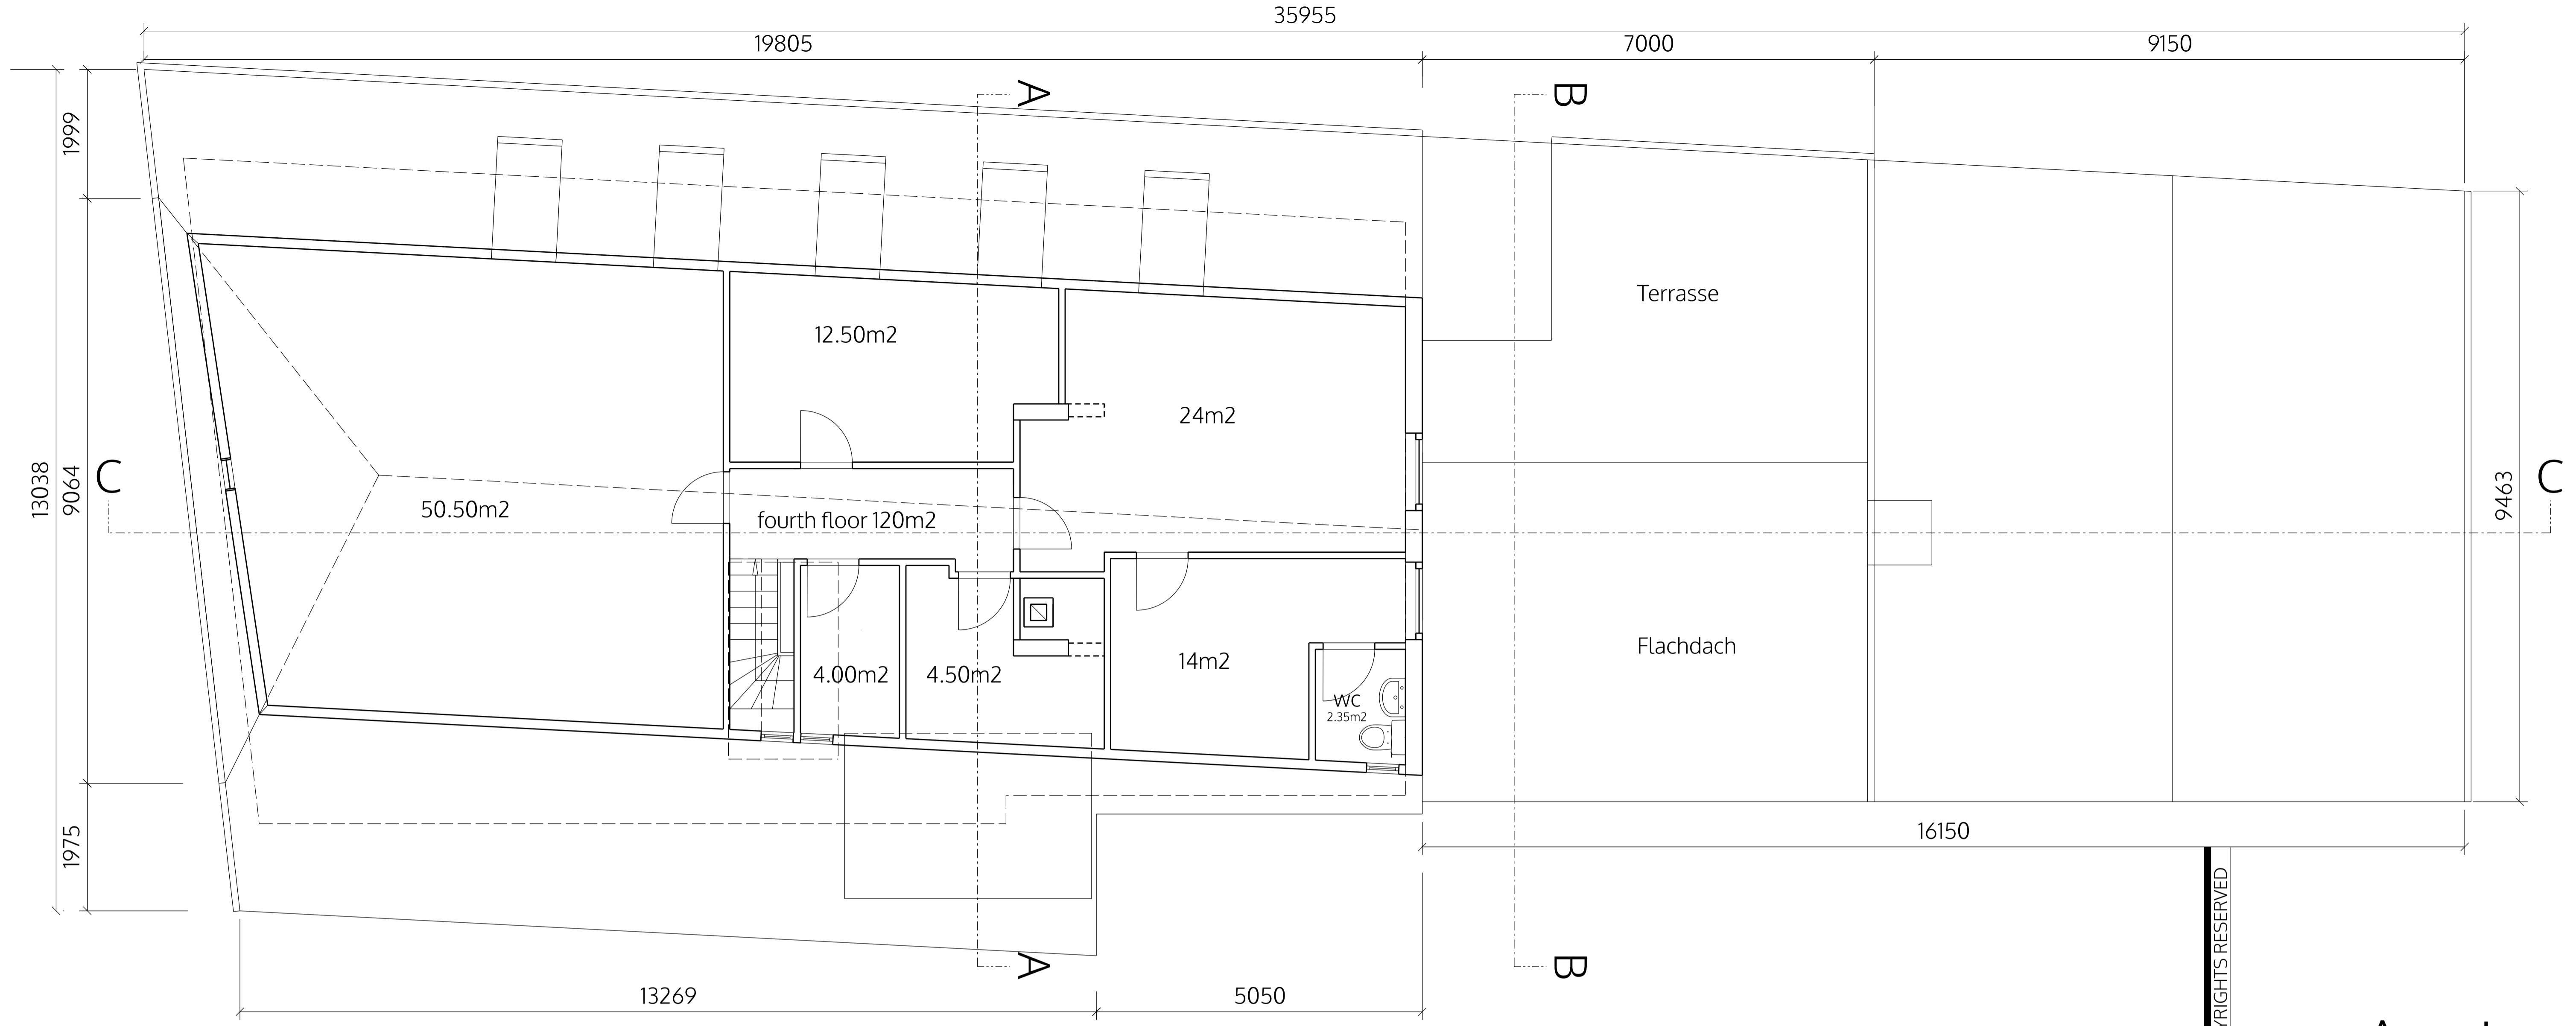 35955
19805
7000
9150
A
B
1999
Terrasse
12.50m2
24m2
13038
9064
C
C
9463
50.50m2
fourth floor 120m2
Flachdach
4.00m2
4.50m2
14m2
WC
2.35m2
1975
16150
A
B
13269
5050
RIGHTS RESERVED